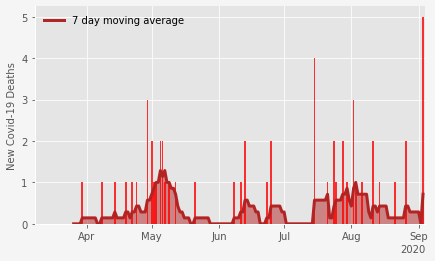 7 day moving average
New Covid-19 Deaths
5
4
3
2
1
0
Apr
May
Jun
Jul
Aug
Sep
2020